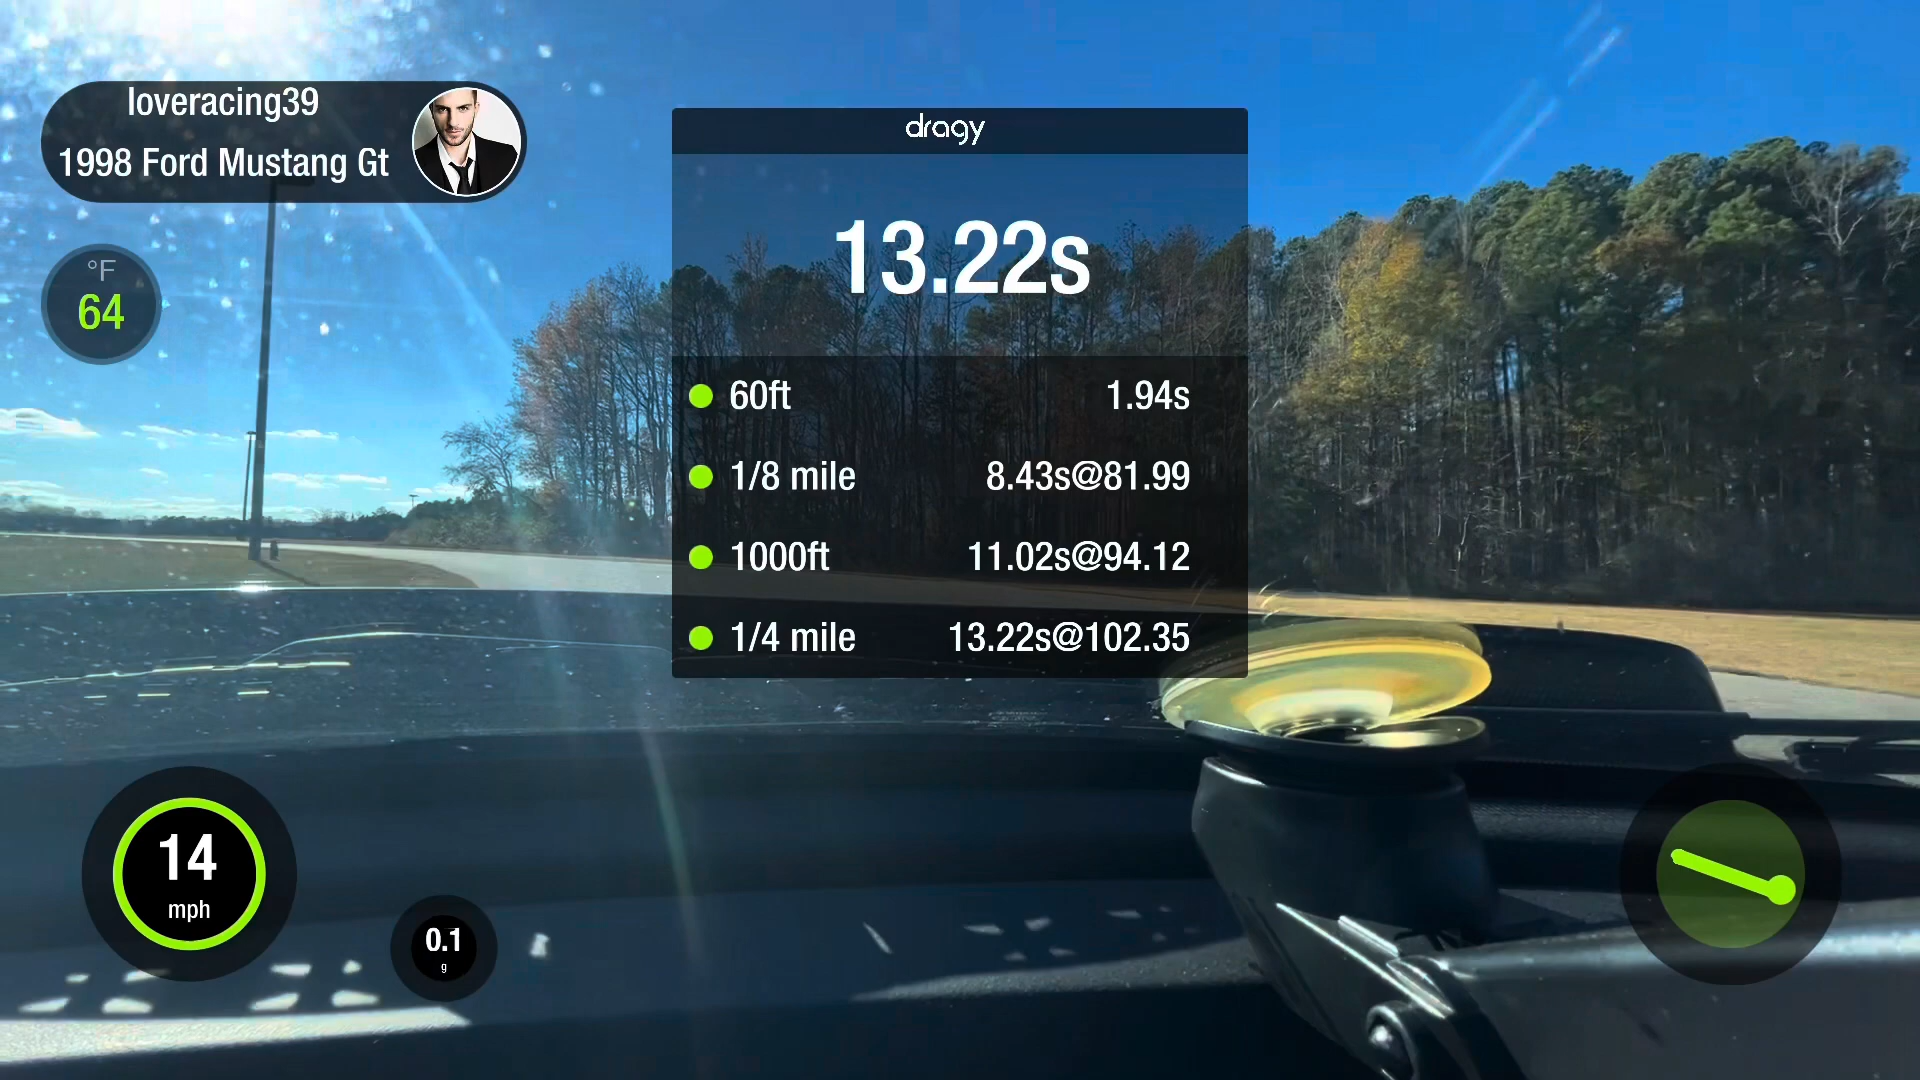 loveracing39
1998 Ford Mustang Gt
°F
64
dragy
13.22s
60ft 1.94s
1/8 mile 8.43s@81.99
1000ft 11.02s@94.12
1/4 mile 13.22s@102.35
14
mph
0.1
g